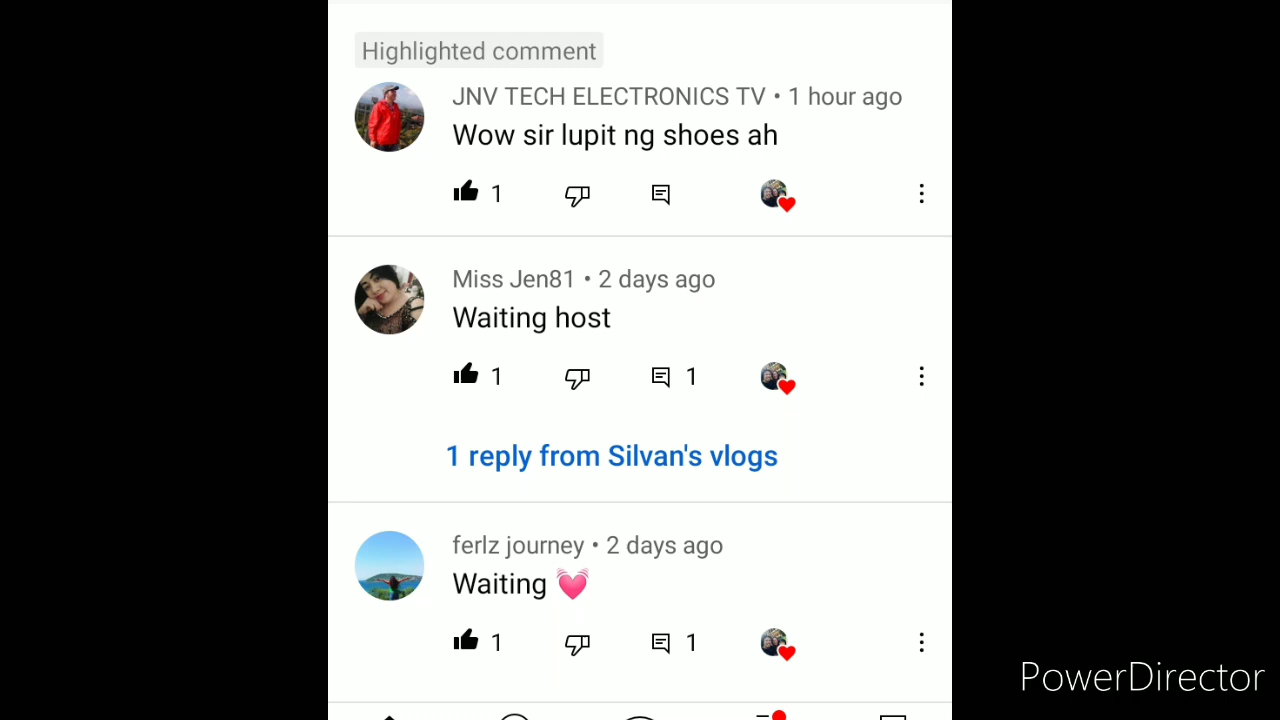 Highlighted comment
JNV TECH ELECTRONICS TV • 1 hour ago
Wow sir lupit ng shoes ah
1
Miss Jen81 • 2 days ago
Waiting host
1 1
1 reply from Silvan's vlogs
ferlz journey • 2 days ago
Waiting 💓
1 1
PowerDirector